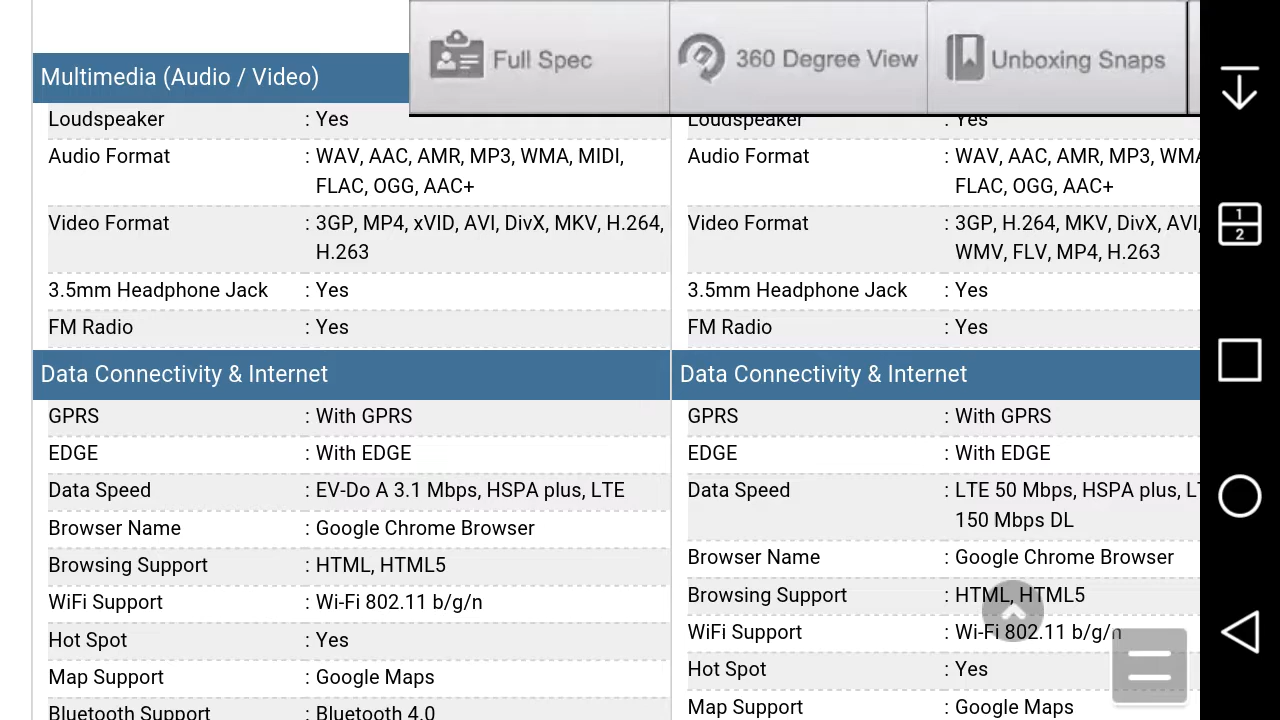 Full Spec
360 Degree View
Unboxing Snaps
Multimedia (Audio / Video)
Loudspeaker : Yes
Audio Format : WAV, AAC, AMR, MP3, WMA, MIDI,
FLAC, OGG, AAC+
Video Format : 3GP, MP4, xVID, AVI, DivX, MKV, H.264,
H.263
3.5mm Headphone Jack : Yes
FM Radio : Yes
Data Connectivity & Internet
GPRS : With GPRS
EDGE : With EDGE
Data Speed : EV-Do A 3.1 Mbps, HSPA plus, LTE
Browser Name : Google Chrome Browser
Browsing Support : HTML, HTML5
WiFi Support : Wi-Fi 802.11 b/g/n
Hot Spot : Yes
Map Support : Google Maps
Bluetooth Support : Bluetooth 4.0
Loudspeaker : Yes
Audio Format : WAV, AAC, AMR, MP3, WMA
FLAC, OGG, AAC+
Video Format : 3GP, H.264, MKV, DivX, AVI,
WMV, FLV, MP4, H.263
3.5mm Headphone Jack : Yes
FM Radio : Yes
Data Connectivity & Internet
GPRS : With GPRS
EDGE : With EDGE
Data Speed : LTE 50 Mbps, HSPA plus,
150 Mbps DL
Browser Name : Google Chrome Browser
Browsing Support : HTML, HTML5
WiFi Support : Wi-Fi 802.11 b/g/n
Hot Spot : Yes
Map Support : Google Maps
1
2